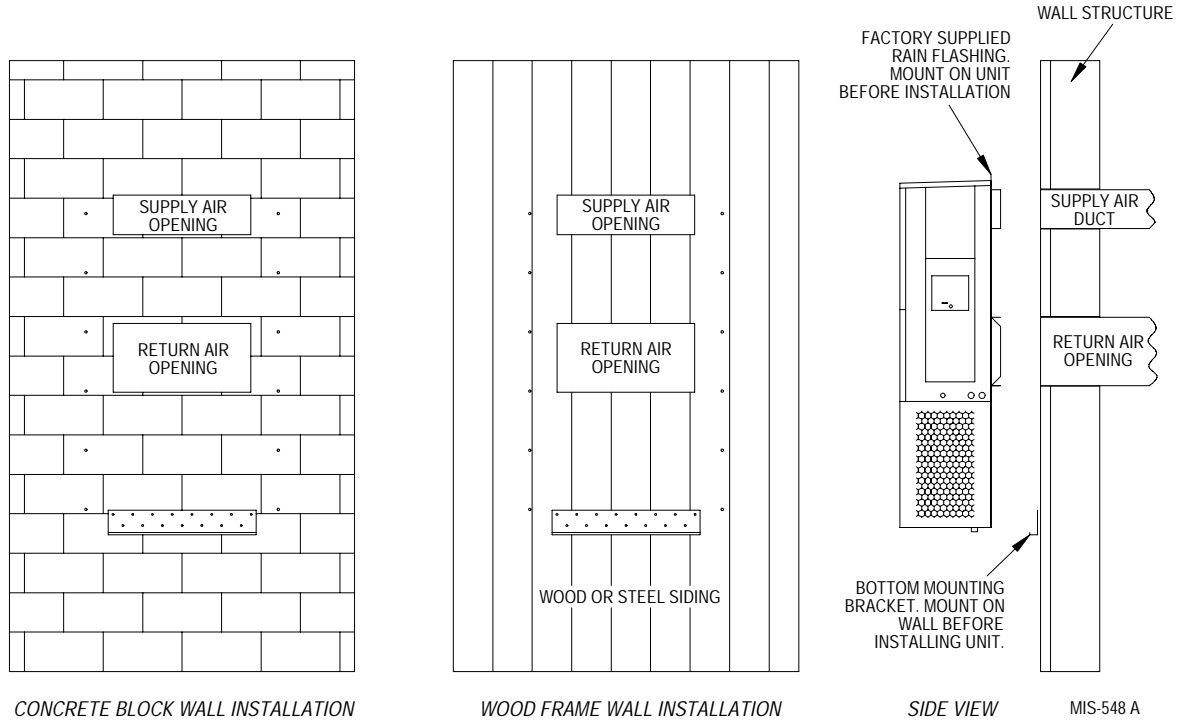 WALL STRUCTURE
FACTORY SUPPLIED
RAIN FLASHING.
MOUNT ON UNIT
BEFORE INSTALLATION
SUPPLY AIR
OPENING
RETURN AIR
OPENING
SUPPLY AIR
OPENING
RETURN AIR
OPENING
WOOD OR STEEL SIDING
SUPPLY AIR
DUCT
RETURN AIR
OPENING
BOTTOM MOUNTING
BRACKET. MOUNT ON
WALL BEFORE
INSTALLING UNIT.
CONCRETE BLOCK WALL INSTALLATION
WOOD FRAME WALL INSTALLATION
SIDE VIEW
MIS-548 A